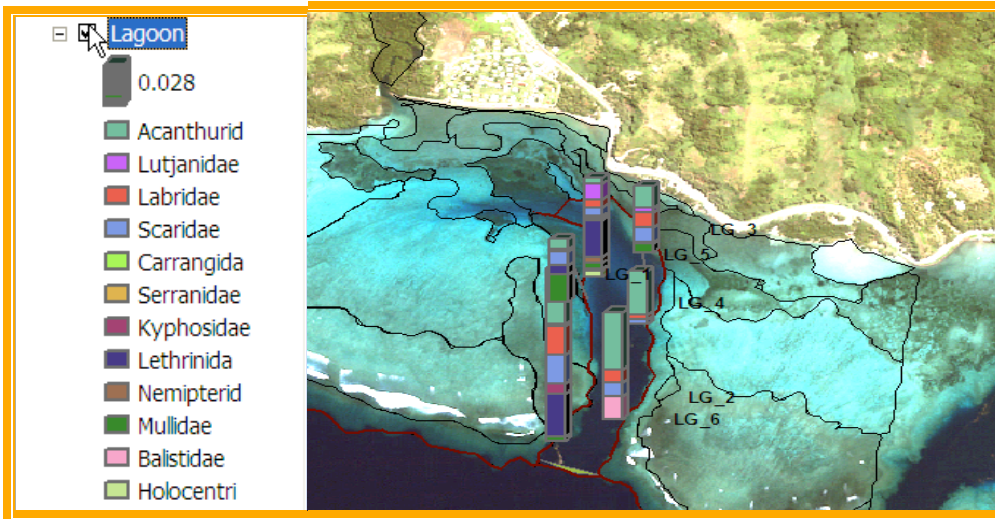 Lagoon
0.028
Acanthurid
Lutjanidae
Labridae
Scaridae
Carrangida
Serranidae
Kyphosidae
Lethrinida
Nemipterid
Mullidae
Balistidae
Holocentri
LG_3
LG_5
LG_
LG_4
LG_2
LG_6